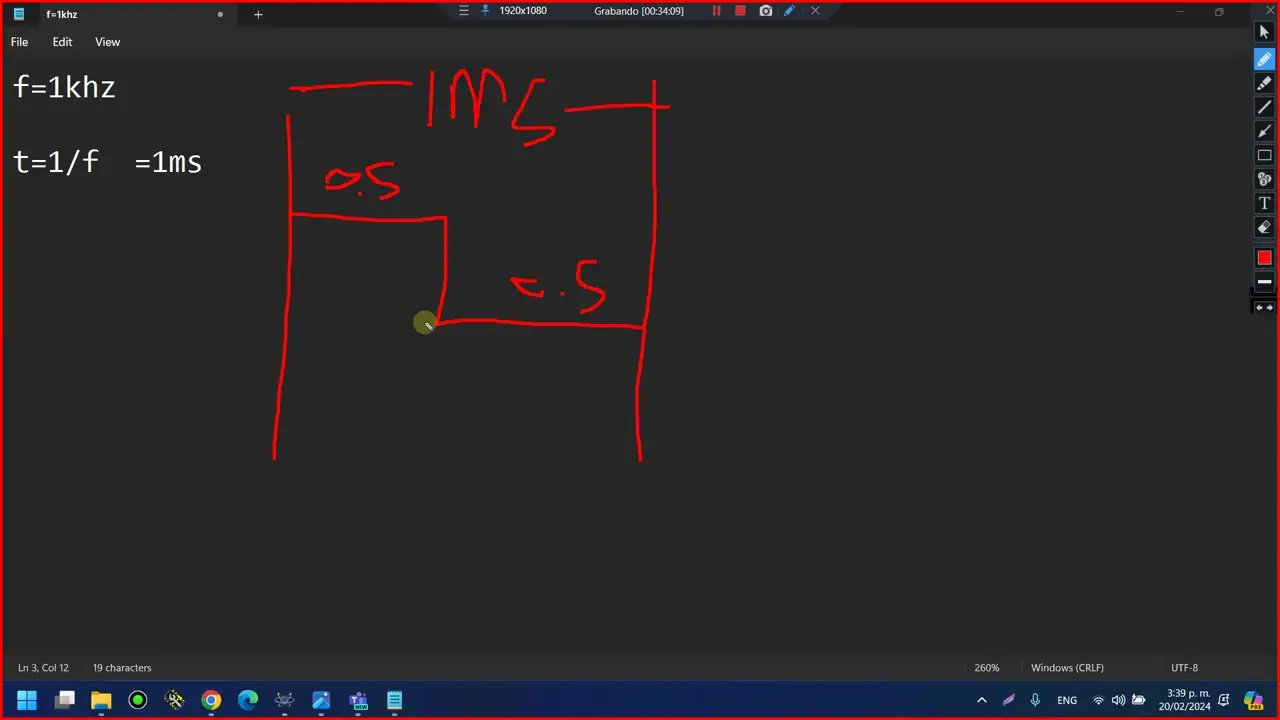 f=1khz
1920x1080
Grabando [00:34:09]
File Edit View
f=1khz
1MS
t=1/f =1ms
0.5
0.5
T
Ln 3, Col 12
19 characters
260%
Windows (CRLF)
UTF-8
ENG
3:39 p. m.
20/02/2024
PRE